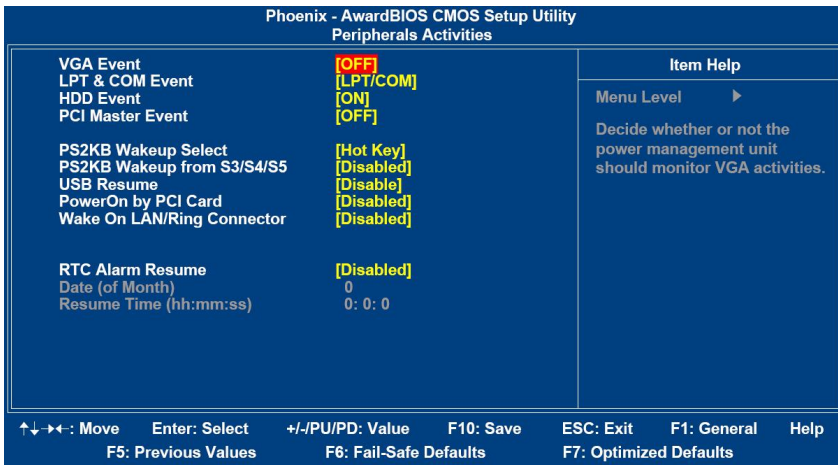 Phoenix - AwardBIOS CMOS Setup Utility
Peripherals Activities
VGA Event [OFF]
LPT & COM Event [LPT/COM]
HDD Event [ON]
PCI Master Event [OFF]
PS2KB Wakeup Select [Hot Key]
PS2KB Wakeup from S3/S4/S5 [Disabled]
USB Resume [Disable]
PowerOn by PCI Card [Disabled]
Wake On LAN/Ring Connector [Disabled]
RTC Alarm Resume [Disabled]
Date (of Month) 0
Resume Time (hh:mm:ss) 0: 0: 0
Item Help
Menu Level
Decide whether or not the
power management unit
should monitor VGA activities.
↑↓→←: Move Enter: Select +/-/PU/PD: Value F10: Save ESC: Exit F1: General Help
F5: Previous Values F6: Fail-Safe Defaults F7: Optimized Defaults